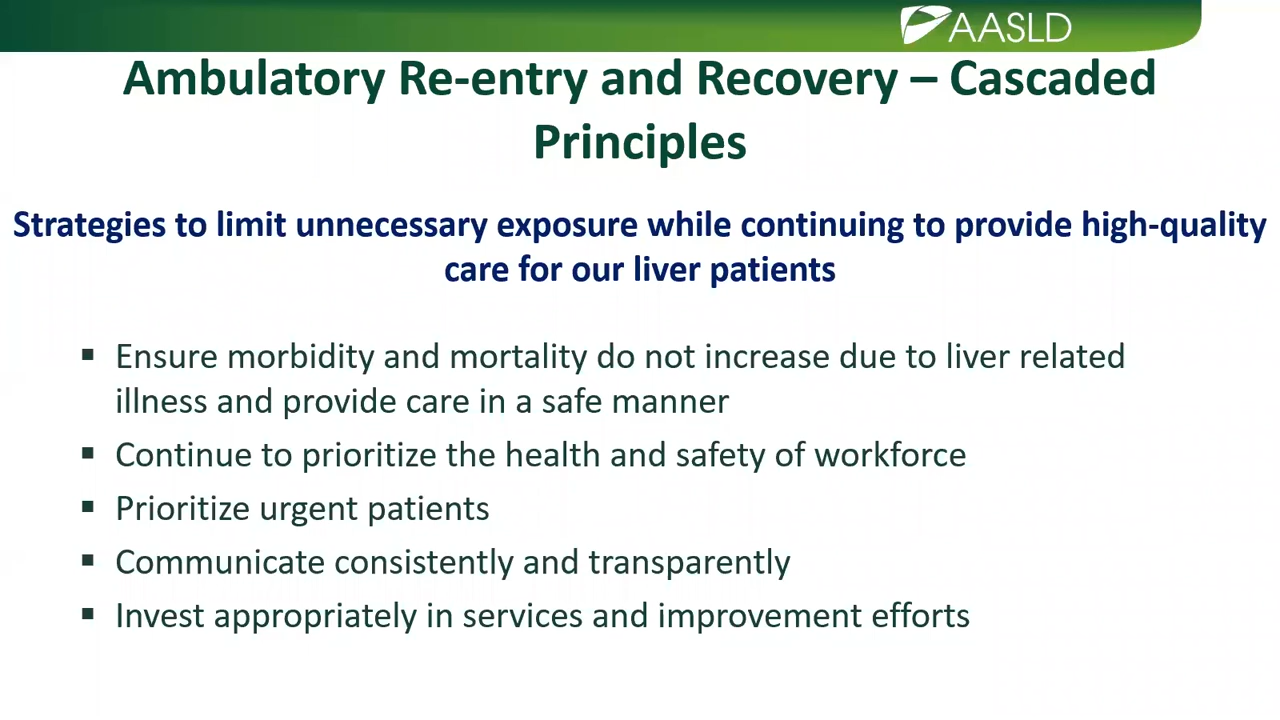 AASLD
Ambulatory Re-entry and Recovery – Cascaded
Principles
Strategies to limit unnecessary exposure while continuing to provide high-quality
care for our liver patients
▪ Ensure morbidity and mortality do not increase due to liver related
illness and provide care in a safe manner
▪ Continue to prioritize the health and safety of workforce
▪ Prioritize urgent patients
▪ Communicate consistently and transparently
▪ Invest appropriately in services and improvement efforts